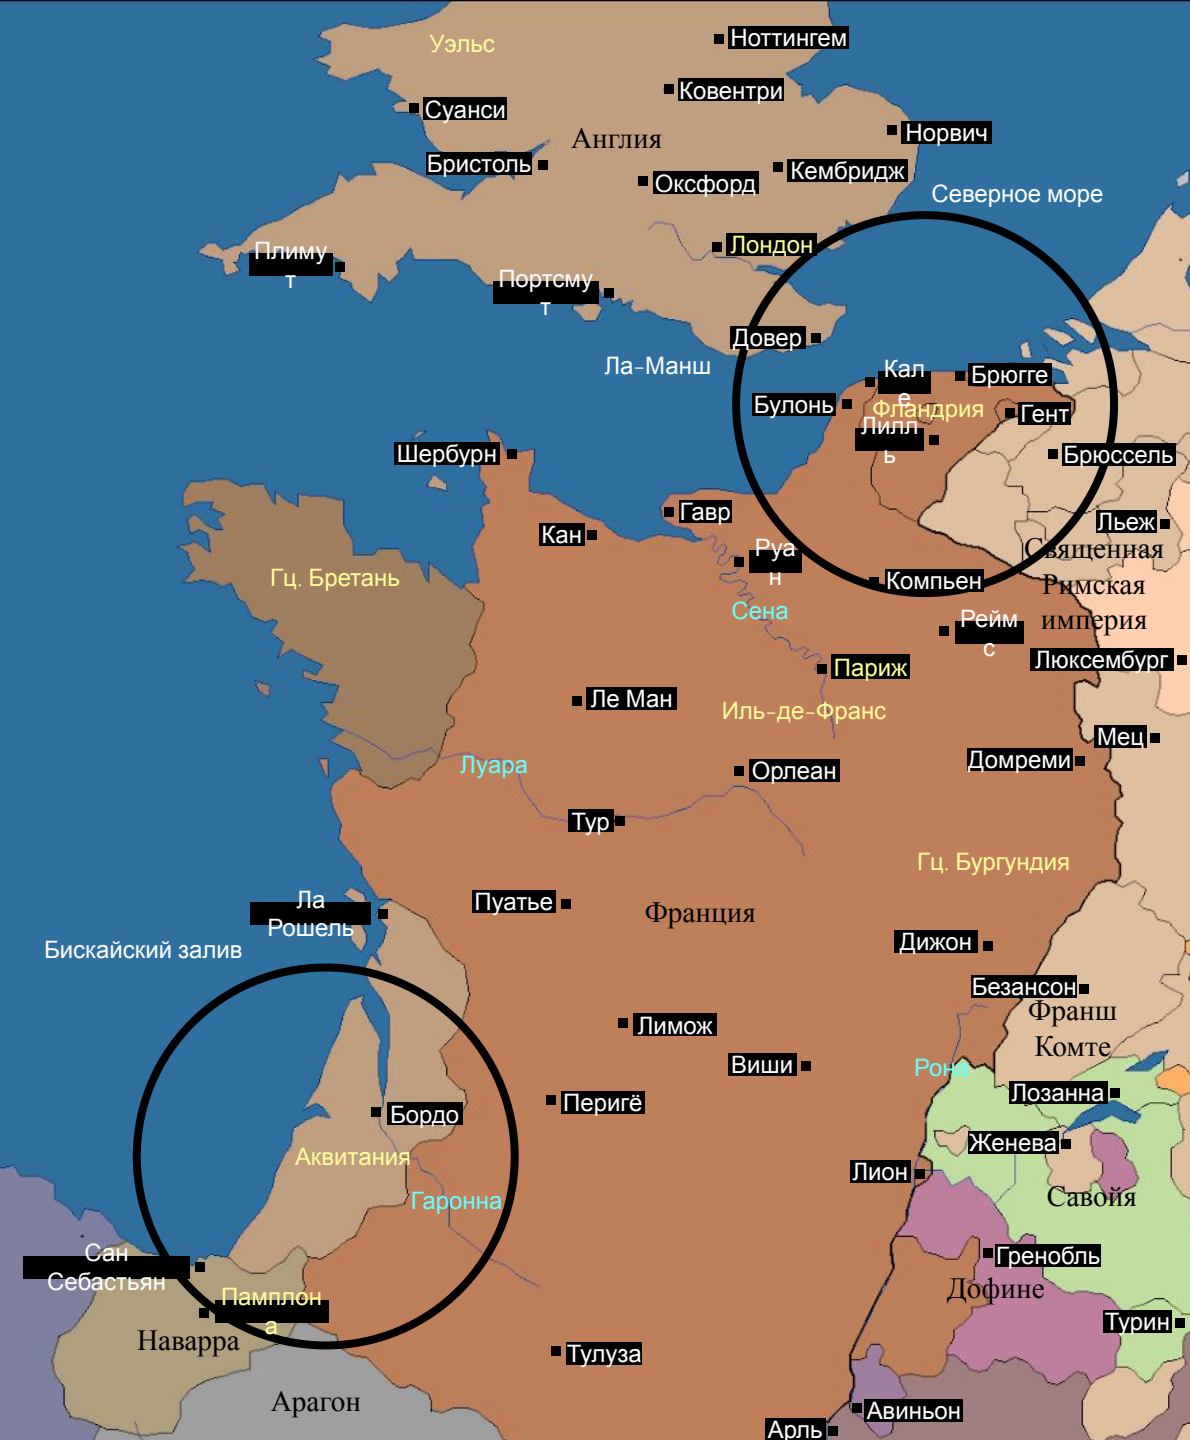 Ноттингем
Уэльс
Ковентри
Суанси
Норвич
Англия
Бристоль
Кембридж
Оксфорд
Северное море
Лондон
Плиму
т
Портсму
т
Довер
Ла-Манш
Кал
е
Брюгге
Булонь
Фландрия
Гент
Лилл
ь
Шербурн
Брюссель
Гавр
Льеж
Кан
Священная
Римская
империя
Руа
н
Гц. Бретань
Компьен
Сена
Рейм
с
Люксембург
Париж
Ле Ман
Иль-де-Франс
Мец
Домреми
Луара
Орлеан
Тур
Гц. Бургундия
Ла
Рошель
Пуатье
Франция
Дижон
Бискайский залив
Безансон
Франш
Комте
Лимож
Виши
Рона
Лозанна
Перигё
Бордо
Женева
Аквитания
Лион
Савойя
Гаронна
Сан
Себастьян
Гренобль
Дофине
Памплон
а
Турин
Наварра
Тулуза
Арагон
Авиньон
Арль